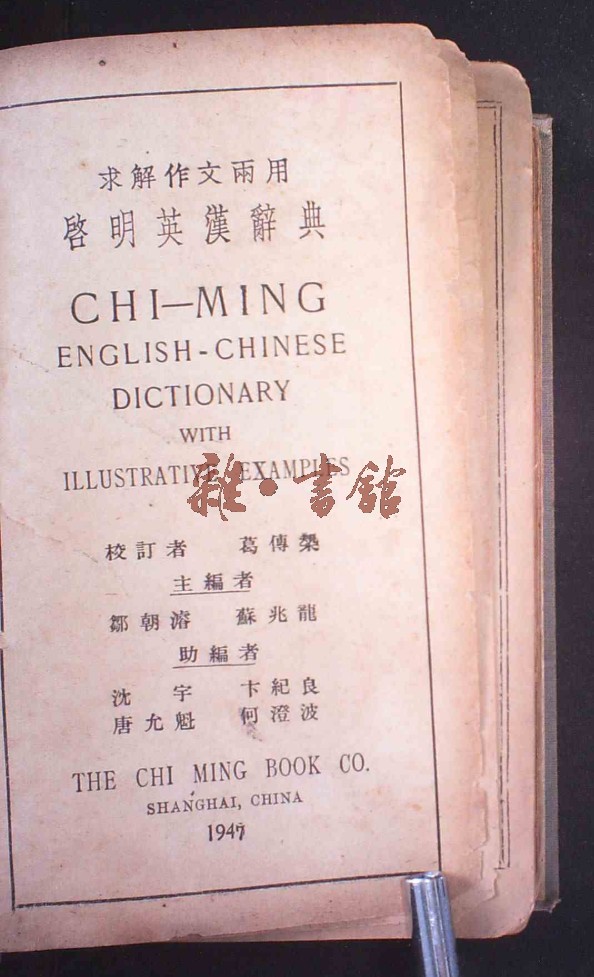 求解作文兩用
啓明英漢辭典
CHI—MING
ENGLISH-CHINESE
DICTIONARY
WITH
ILLUSTRATIVE EXAMPLES
雜·書館
校訂者 葛傳槼
主編者
鄒朝濬 蘇兆龍
助編者
沈宇 卞紀良
唐允魁 何澄波
THE CHI MING BOOK CO.
SHANGHAI, CHINA
1947